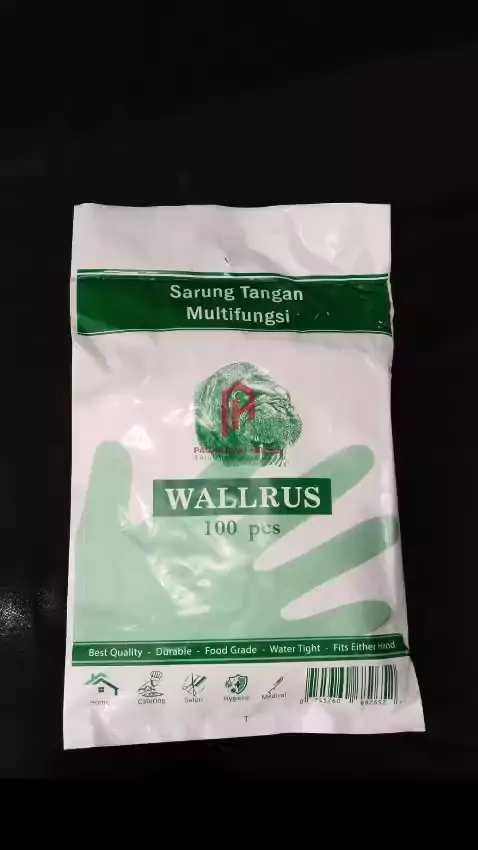 Sarung Tangan
Multifungsi
WALLRUS
100 pcs
Best Quality - Durable - Food Grade - Water Tight - Fits Either Hand
Home
Catering
Salon
Hygiene
Medical
T